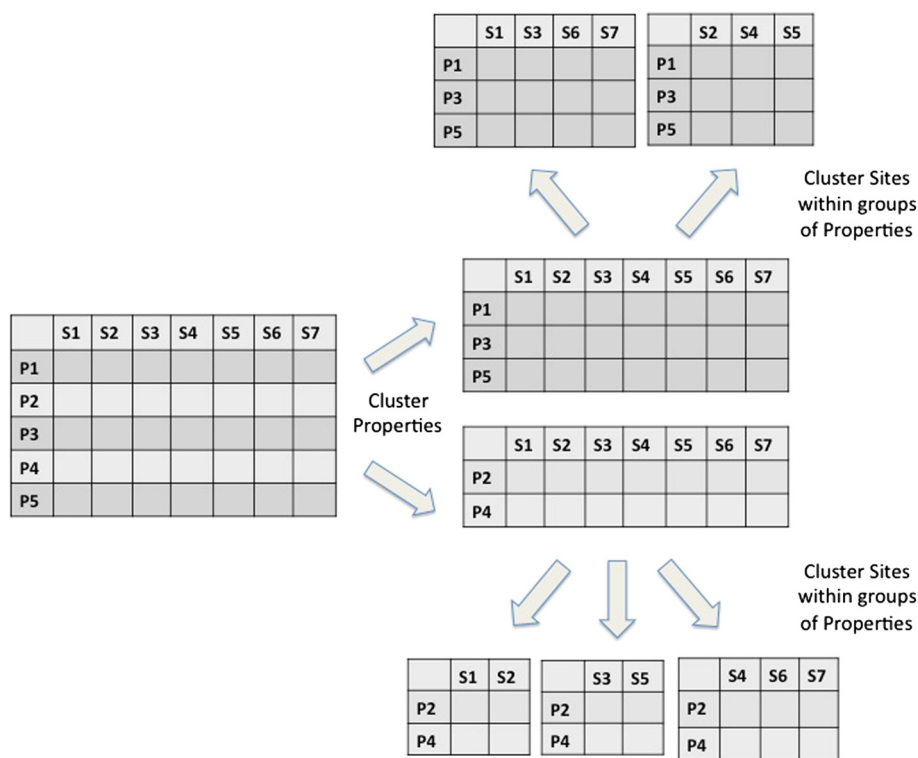 S1 S3 S6 S7
P1
P3
P5
S2 S4 S5
P1
P3
P5
Cluster Sites
within groups
of Properties
S1 S2 S3 S4 S5 S6 S7
P1
P3
P5
S1 S2 S3 S4 S5 S6 S7
P1
P2
P3
P4
P5
Cluster
Properties
S1 S2 S3 S4 S5 S6 S7
P2
P4
Cluster Sites
within groups
of Properties
S1 S2
P2
P4
S3 S5
P2
P4
S4 S6 S7
P2
P4